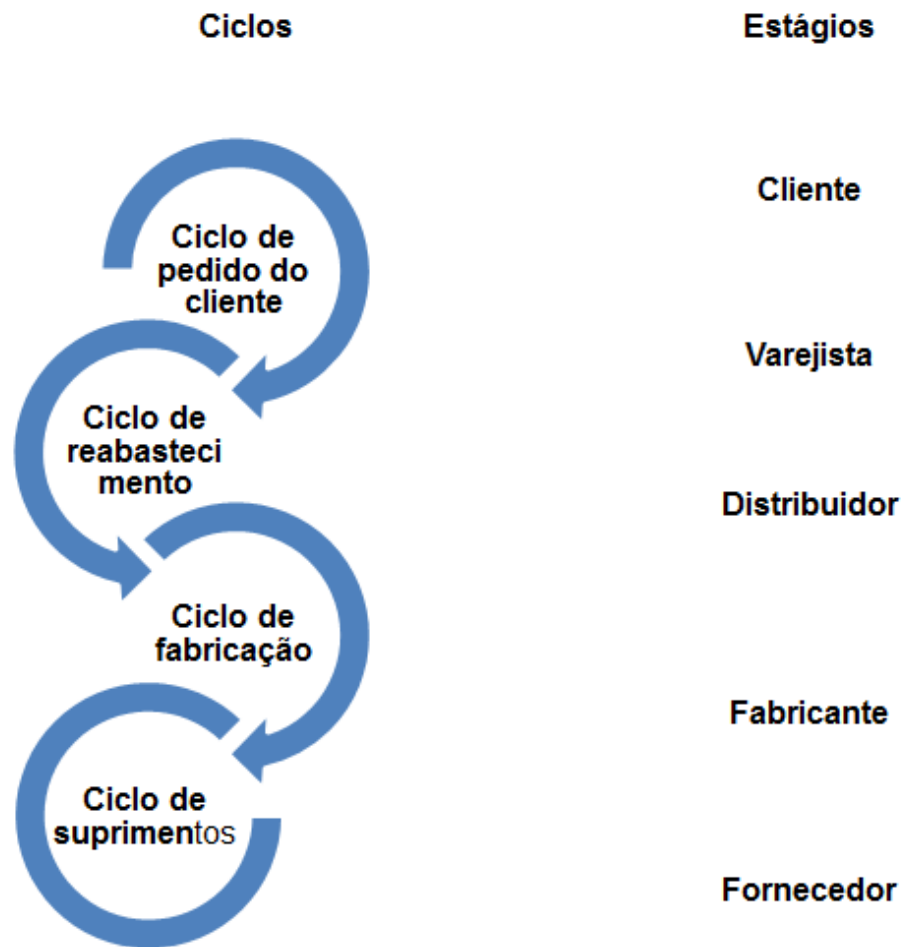 Ciclos
Estágios
Cliente
Ciclo de
pedido do
cliente
Varejista
Ciclo de
reabasteci
mento
Distribuidor
Ciclo de
fabricação
Fabricante
Ciclo de
suprimentos
Fornecedor